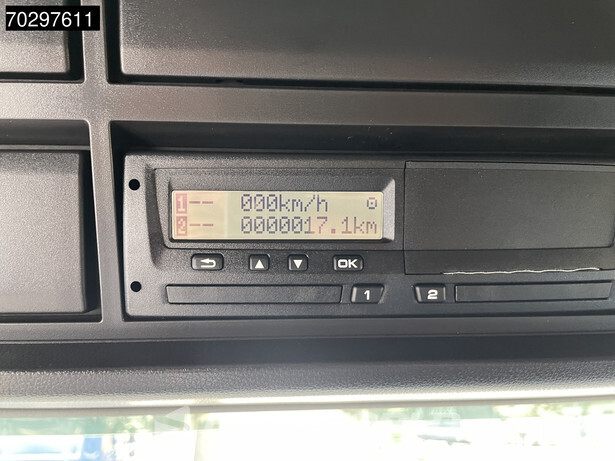 70297611
1 -- 000km/h
2 -- 0000017.1km
OK
1 2